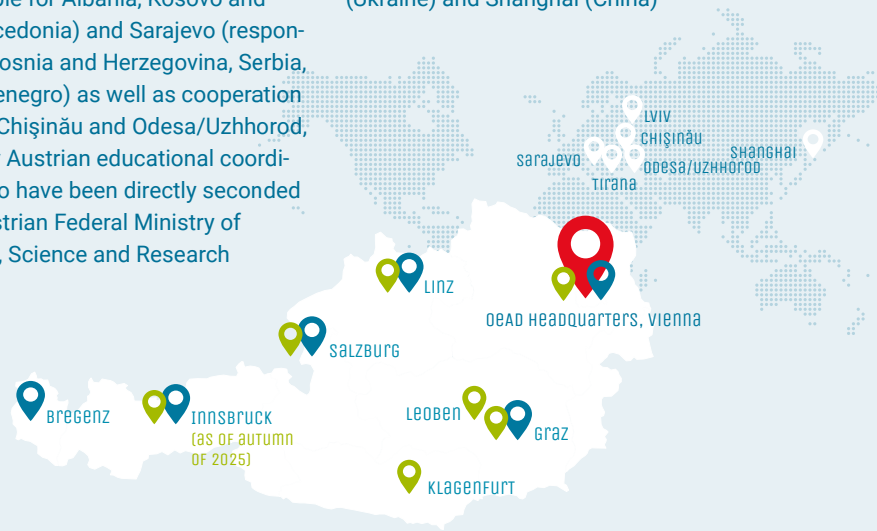 ble for Albania, Kosovo and
cedonia) and Sarajevo (respon-
osnia and Herzegovina, Serbia,
enegro) as well as cooperation
Chişinău and Odesa/Uzhhorod,
Austrian educational coordi-
o have been directly seconded
strian Federal Ministry of
, Science and Research
(Ukraine) and Shanghai (China)
LVIV
CHIŞINĂU
SARAJEVO
SHANGHAI
ODESA/UZHHOROD
TIRANA
LINZ
OEAD HEADQUARTERS, VIENNA
SALZBURG
BREGENZ
INNSBRUCK
(AS OF AUTUMN
OF 2025)
LEOBEN
GRAZ
KLAGENFURT